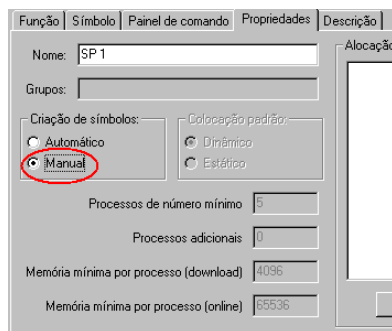 Função Símbolo Painel de comando Propriedades Descrição
Nome: SP 1
Alocaçã
Grupos:
Criação de símbolos:
Colocação padrão:
Automático
Dinâmico
Manual
Estético
Processos de número mínimo 5
Processos adicionais 0
Memória mínima por processo (download) 4096
Memória mínima por processo (online) 65536